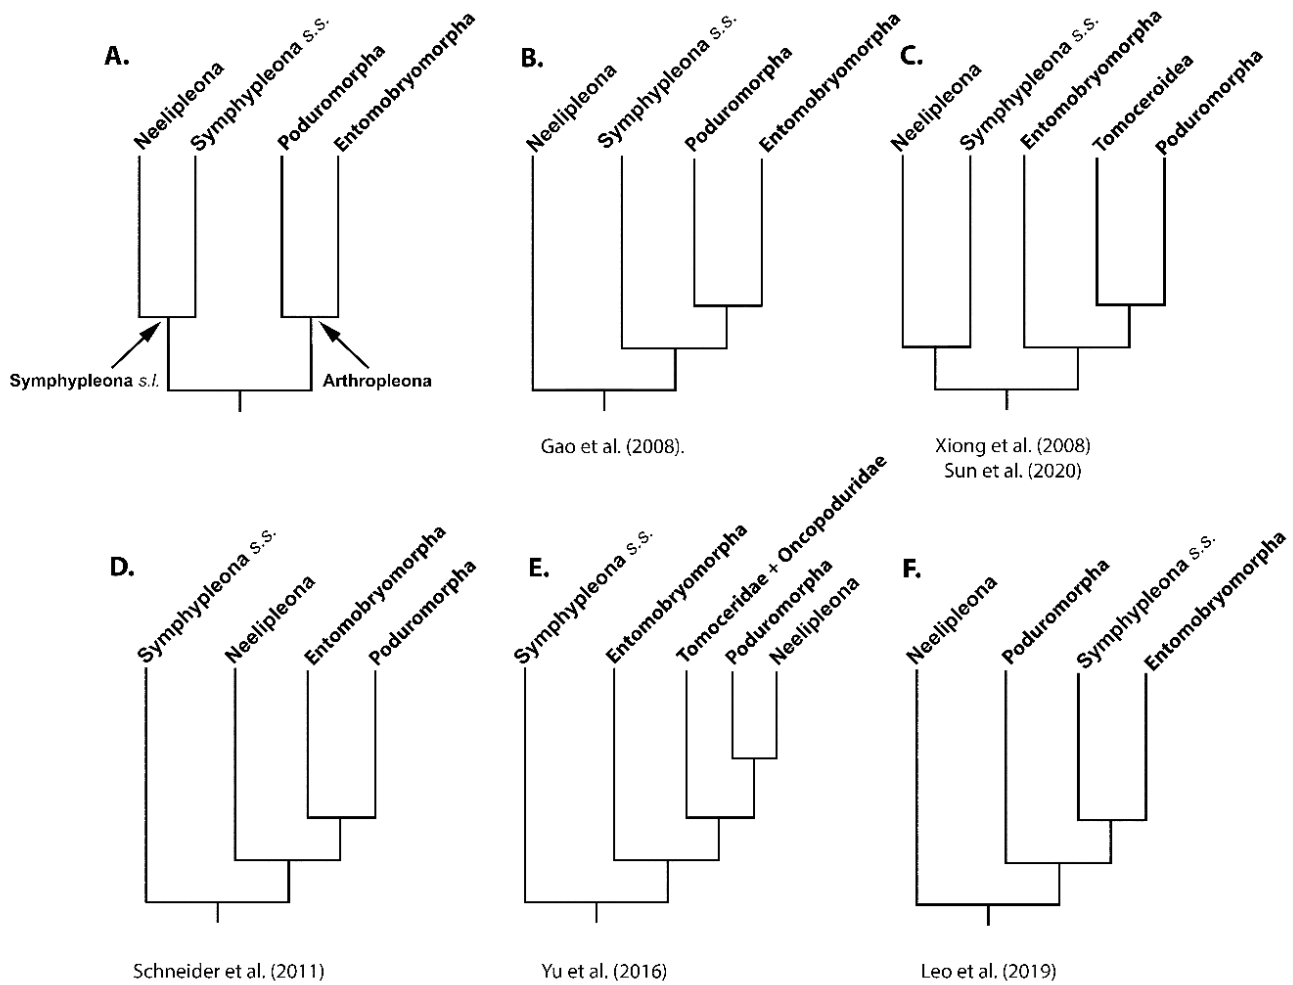 A.
Neelipleona
Symphypleona s.s.
Poduromorpha
Entomobryomorpha
Symphypleona s.l.
Arthropleona
B.
Neelipleona
Symphypleona s.s.
Poduromorpha
Entomobryomorpha
Gao et al. (2008).
C.
Neelipleona
Symphypleona s.s.
Entomobryomorpha
Tomoceroidea
Poduromorpha
Xiong et al. (2008)
Sun et al. (2020)
D.
Symphypleona s.s.
Neelipleona
Entomobryomorpha
Poduromorpha
Schneider et al. (2011)
E.
Symphypleona s.s.
Entomobryomorpha
Tomoceridae + Oncopoduridae
Poduromorpha
Neelipleona
Yu et al. (2016)
F.
Neelipleona
Poduromorpha
Symphypleona s.s.
Entomobryomorpha
Leo et al. (2019)